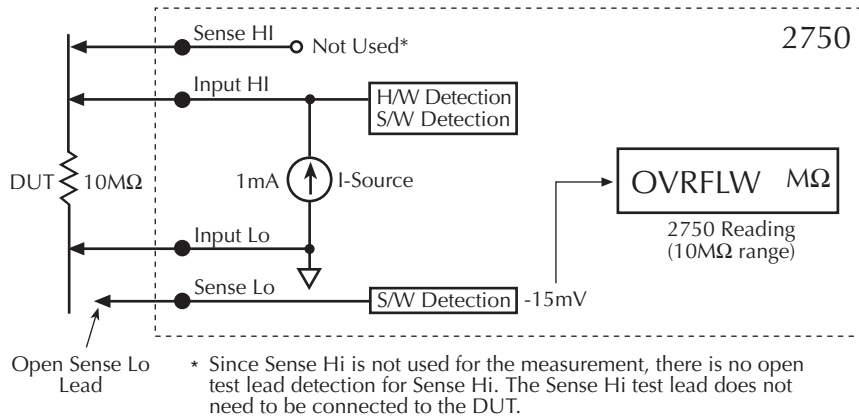 Sense HI
Not Used*
2750
Input HI
H/W Detection
S/W Detection
DUT
10MΩ
1mA
I-Source
OVRFLW MΩ
2750 Reading
(10MΩ range)
Input Lo
Sense Lo
S/W Detection
-15mV
Open Sense Lo
Lead
* Since Sense Hi is not used for the measurement, there is no open
test lead detection for Sense Hi. The Sense Hi test lead does not
need to be connected to the DUT.